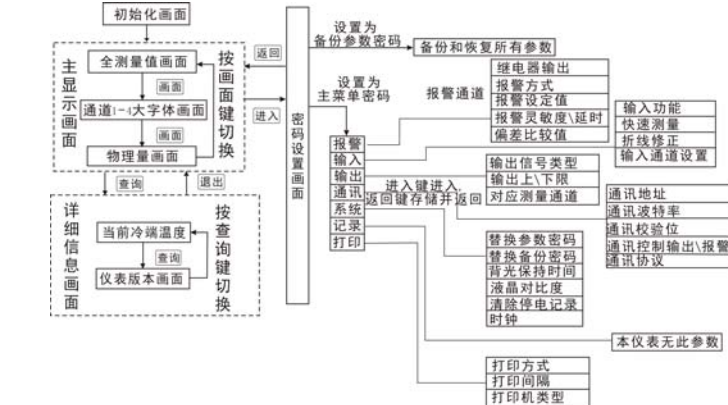 初始化画面
主显示画面
全测量值画面
画面
通道1-4大字体画面
画面
物理量画面
按画面键切换
查询
退出
详细信息画面
当前冷端温度
查询
仪表版本画面
按查询键切换
返回
进入
密码设置画面
设置为
备份参数密码
备份和恢复所有参数
设置为
主菜单密码
报警
输入
输出
通讯
系统
记录
打印
进入键进入,
返回键存储并返回
报警通道
继电器输出
报警方式
报警设定值
报警灵敏度\延时
偏差比较值
输入功能
快速测量
折线修正
输入通道设置
输出信号类型
输出上\下限
对应测量通道
通讯地址
通讯波特率
通讯校验位
通讯控制输出\报警
通讯协议
替换参数密码
替换备份密码
背光保持时间
液晶对比度
清除停电记录
时钟
本仪表无此参数
打印方式
打印间隔
打印机类型